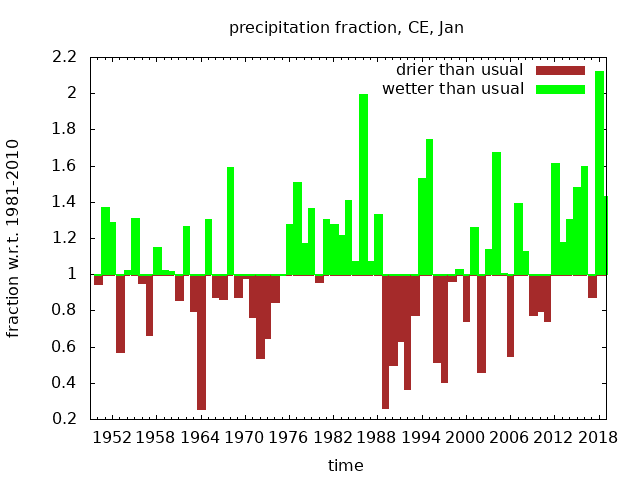 precipitation fraction, CE, Jan
drier than usual
wetter than usual
fraction w.r.t. 1981-2010
2.2
2
1.8
1.6
1.4
1.2
1
0.8
0.6
0.4
0.2
1952 1958 1964 1970 1976 1982 1988 1994 2000 2006 2012 2018
time